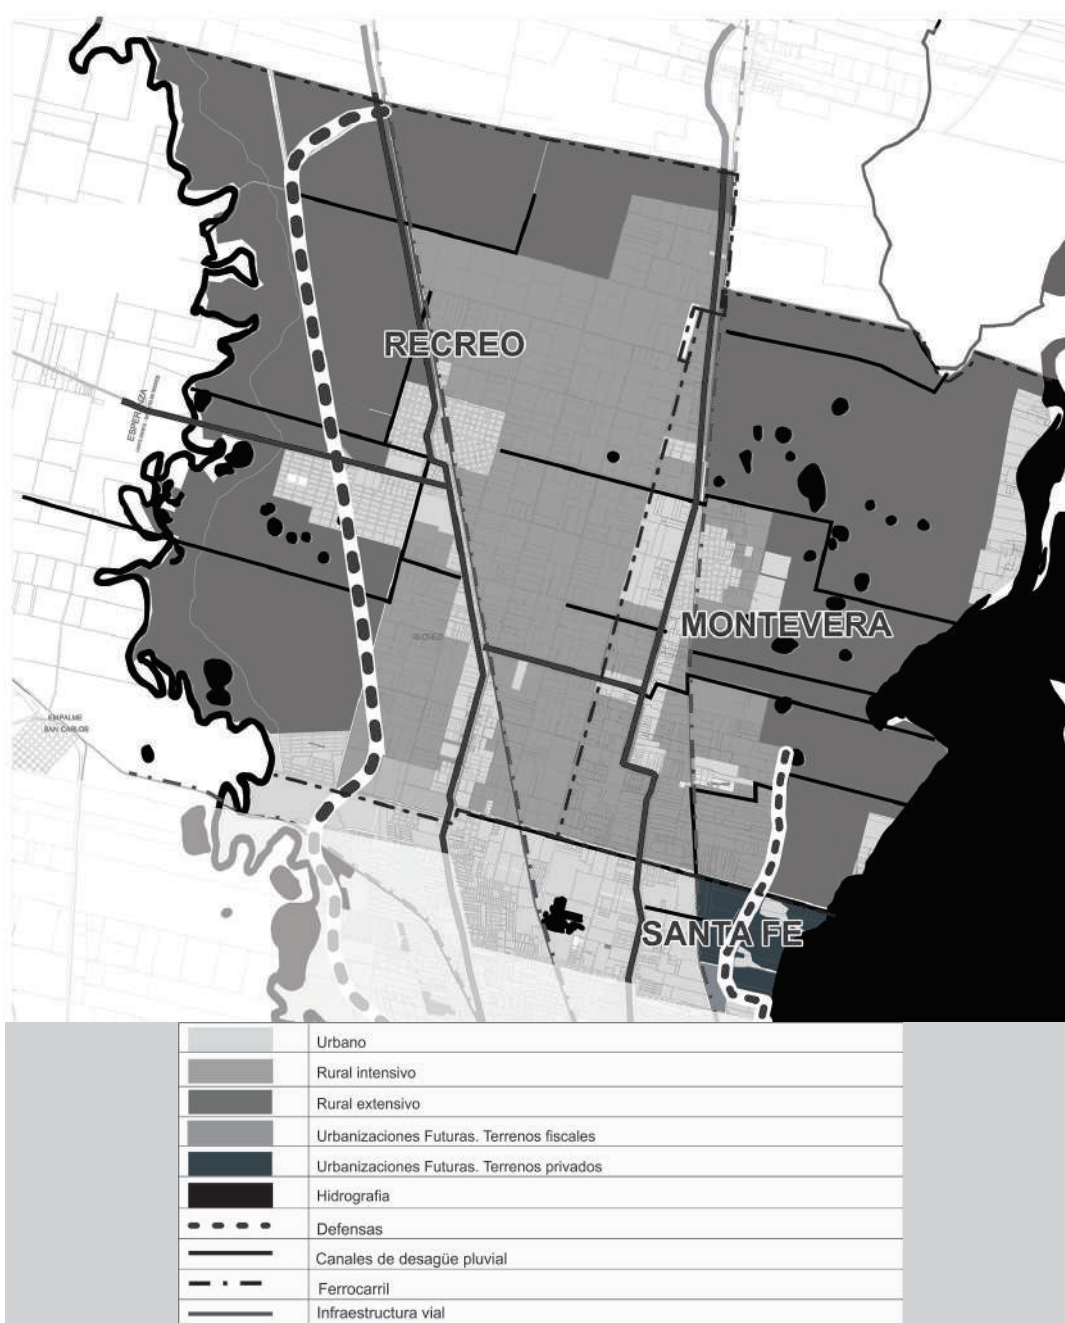 RECREO
ESPERANZA
MONTEVERA
RECREO
EMPALME
SAN CARLOS
SANTA FE
Urbano
Rural intensivo
Rural extensivo
Urbanizaciones Futuras. Terrenos fiscales
Urbanizaciones Futuras. Terrenos privados
Hidrografia
Defensas
Canales de desagüe pluvial
Ferrocarril
Infraestructura vial